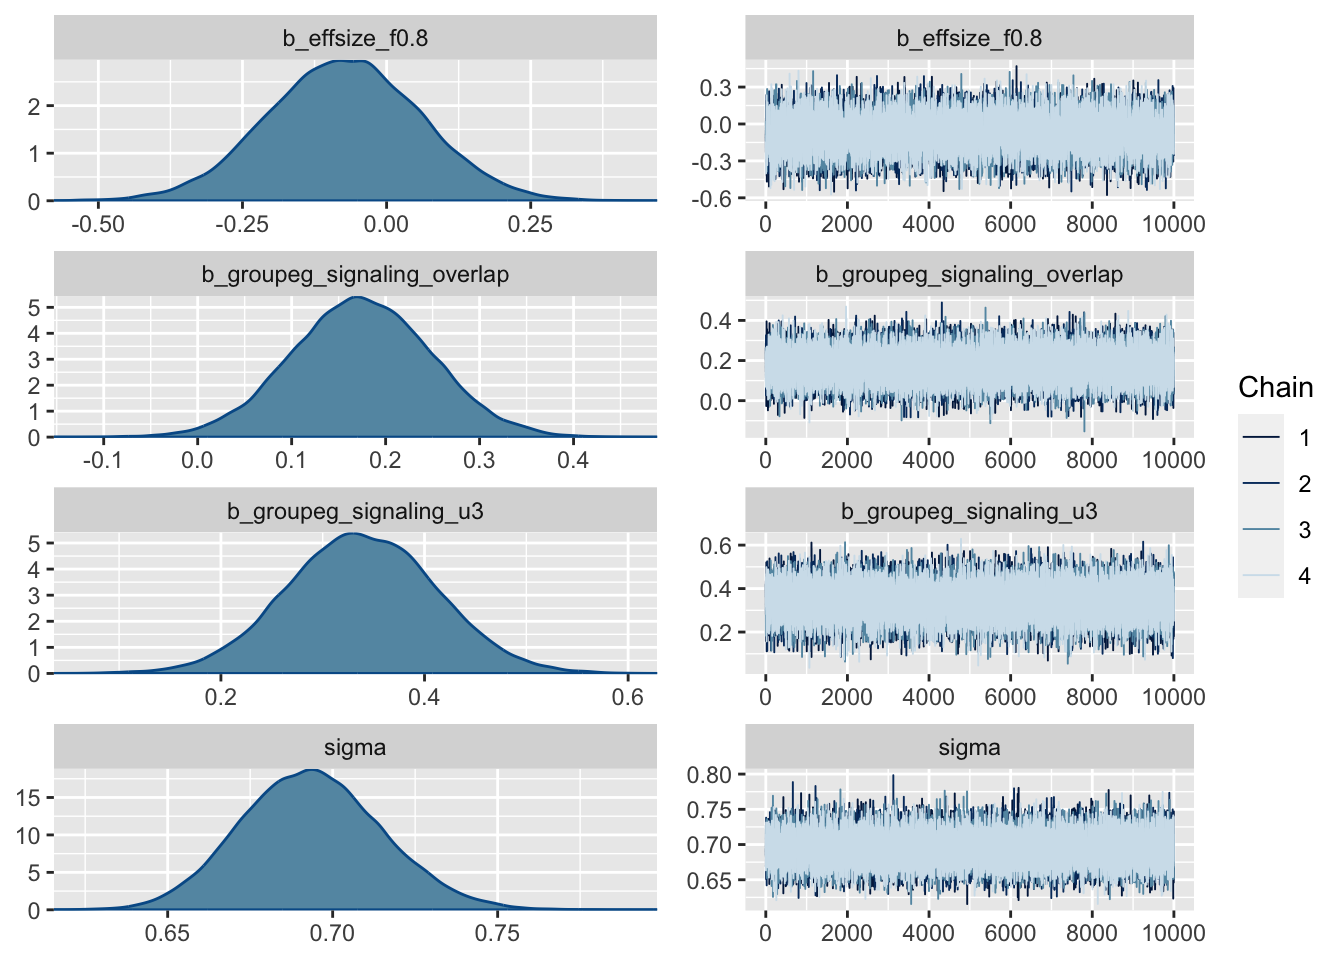 b_effsize_f0.8
2
1
0
-0.50 -0.25 0.00 0.25
b_effsize_f0.8
0.3
0.0
-0.3
-0.6
0 2000 4000 6000 8000 10000
b_groupeg_signaling_overlap
5
4
3
2
1
0
-0.1 0.0 0.1 0.2 0.3 0.4
b_groupeg_signaling_overlap
0.4
0.2
0.0
0 2000 4000 6000 8000 10000
b_groupeg_signaling_u3
5
4
3
2
1
0
0.2 0.4 0.6
b_groupeg_signaling_u3
0.6
0.4
0.2
0 2000 4000 6000 8000 10000
sigma
15
10
5
0
0.65 0.70 0.75
sigma
0.80
0.75
0.70
0.65
0 2000 4000 6000 8000 10000
Chain
1
2
3
4